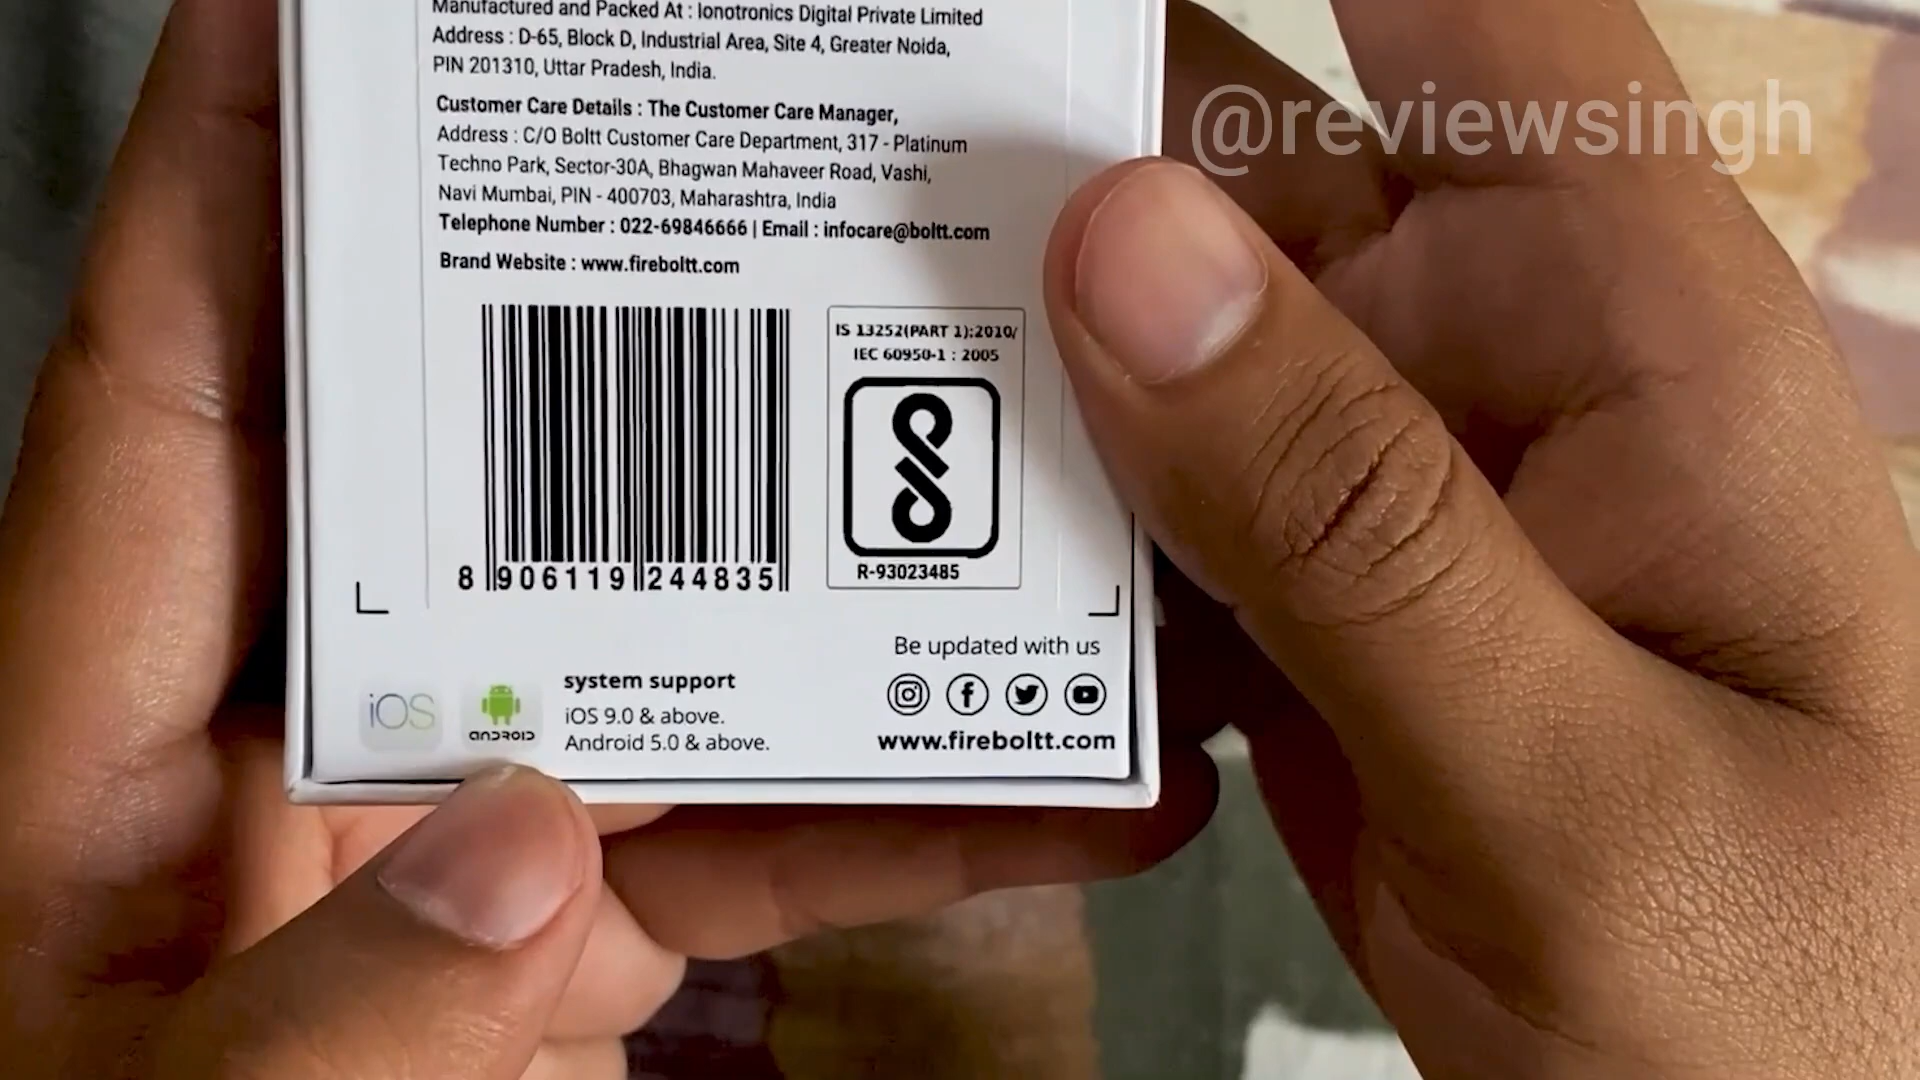 Manufactured and Packed At : Ionotronics Digital Private Limited
Address : D-65, Block D, Industrial Area, Site 4, Greater Noida,
PIN 201310, Uttar Pradesh, India.
Customer Care Details : The Customer Care Manager,
Address : C/O Boltt Customer Care Department, 317 - Platinum
Techno Park, Sector-30A, Bhagwan Mahaveer Road, Vashi,
Navi Mumbai, PIN - 400703, Maharashtra, India
Telephone Number : 022-69846666 | Email : infocare@boltt.com
Brand Website : www.fireboltt.com
@reviewsingh
IS 13252(PART 1):2010/
IEC 60950-1 : 2005
8 906119 244835
R-93023485
iOS
ANDROID
system support
iOS 9.0 & above.
Android 5.0 & above.
Be updated with us
www.fireboltt.com